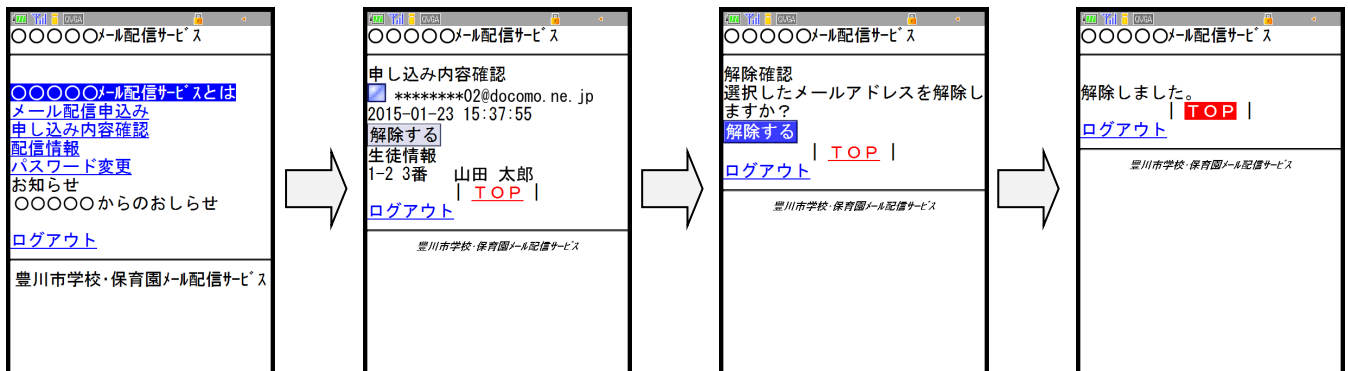 QVGA
○○○○○ﾒｰﾙ配信ｻｰﾋﾞｽ
○○○○○ﾒｰﾙ配信ｻｰﾋﾞｽとは
メール配信申込み
申し込み内容確認
配信情報
パスワード変更
お知らせ
○○○○○からのおしらせ
ログアウト
豊川市学校･保育園ﾒｰﾙ配信ｻｰﾋﾞｽ
QVGA
○○○○○ﾒｰﾙ配信ｻｰﾋﾞｽ
申し込み内容確認
********02@docomo.ne.jp
2015-01-23 15:37:55
解除する
生徒情報
1-2 3番 山田 太郎
| ＴＯＰ |
ログアウト
豊川市学校･保育園ﾒｰﾙ配信ｻｰﾋﾞｽ
QVGA
○○○○○ﾒｰﾙ配信ｻｰﾋﾞｽ
解除確認
選択したメールアドレスを解除し
ますか？
解除する
| ＴＯＰ |
ログアウト
豊川市学校･保育園ﾒｰﾙ配信ｻｰﾋﾞｽ
QVGA
○○○○○ﾒｰﾙ配信ｻｰﾋﾞｽ
解除しました。
| ＴＯＰ |
ログアウト
豊川市学校･保育園ﾒｰﾙ配信ｻｰﾋﾞｽ